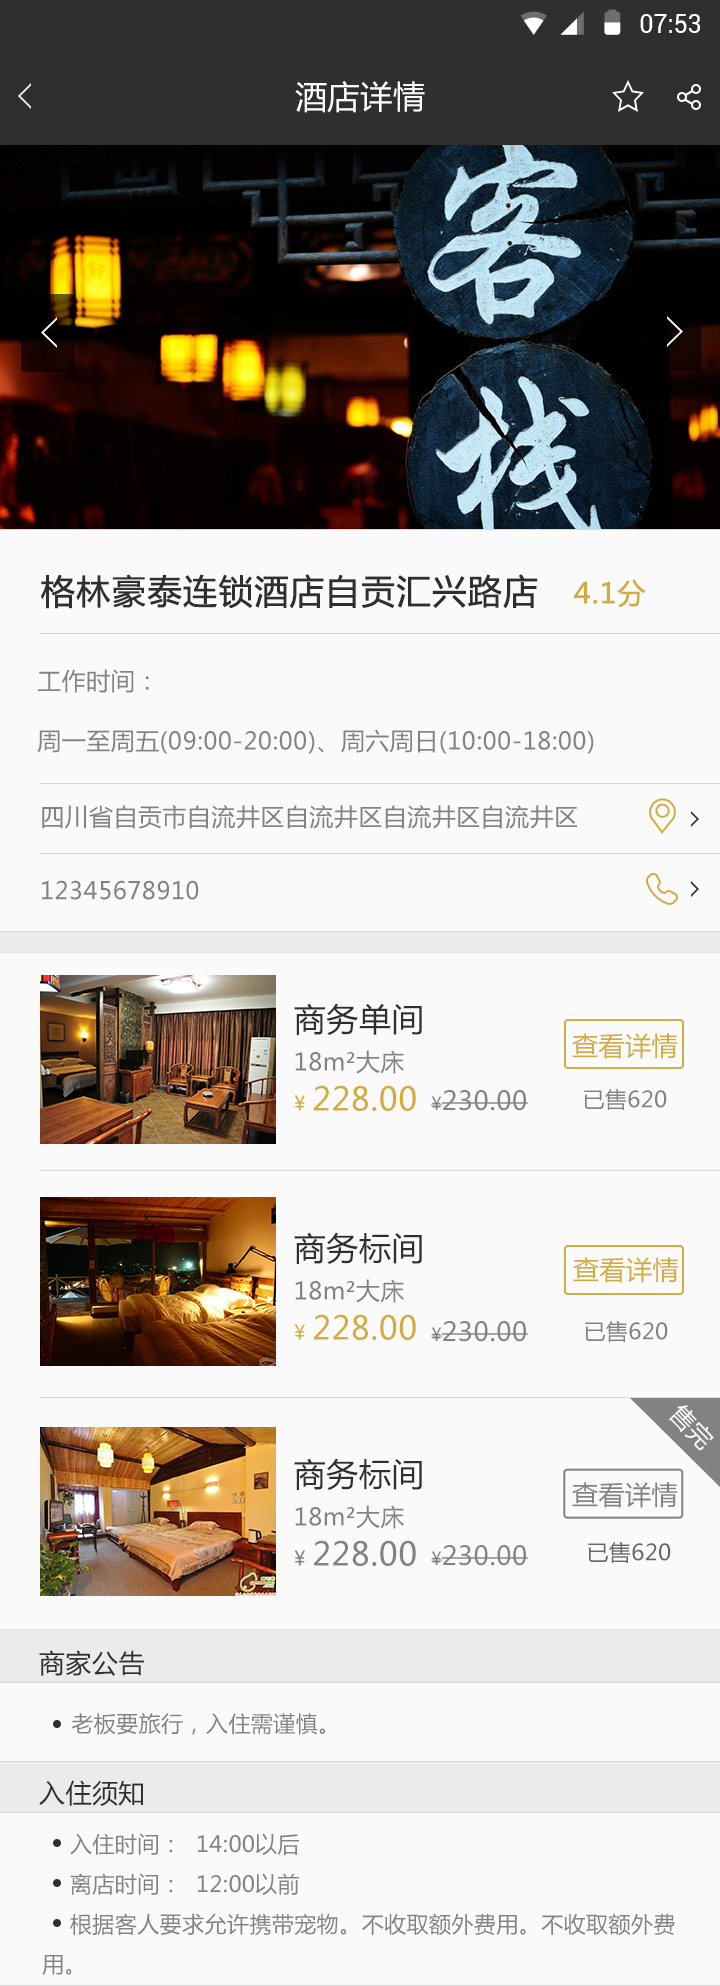 07:53
酒店详情
客
栈
格林豪泰连锁酒店自贡汇兴路店 4.1分
工作时间：
周一至周五(09:00-20:00)、周六周日(10:00-18:00)
四川省自贡市自流井区自流井区自流井区自流井区
12345678910
商务单间
18m²大床
查看详情
¥ 228.00 ¥230.00
已售620
商务标间
18m²大床
查看详情
¥ 228.00 ¥230.00
已售620
售完
商务标间
18m²大床
查看详情
¥ 228.00 ¥230.00
已售620
商家公告
• 老板要旅行，入住需谨慎。
入住须知
• 入住时间： 14:00以后
• 离店时间： 12:00以前
• 根据客人要求允许携带宠物。不收取额外费用。不收取额外费
用。